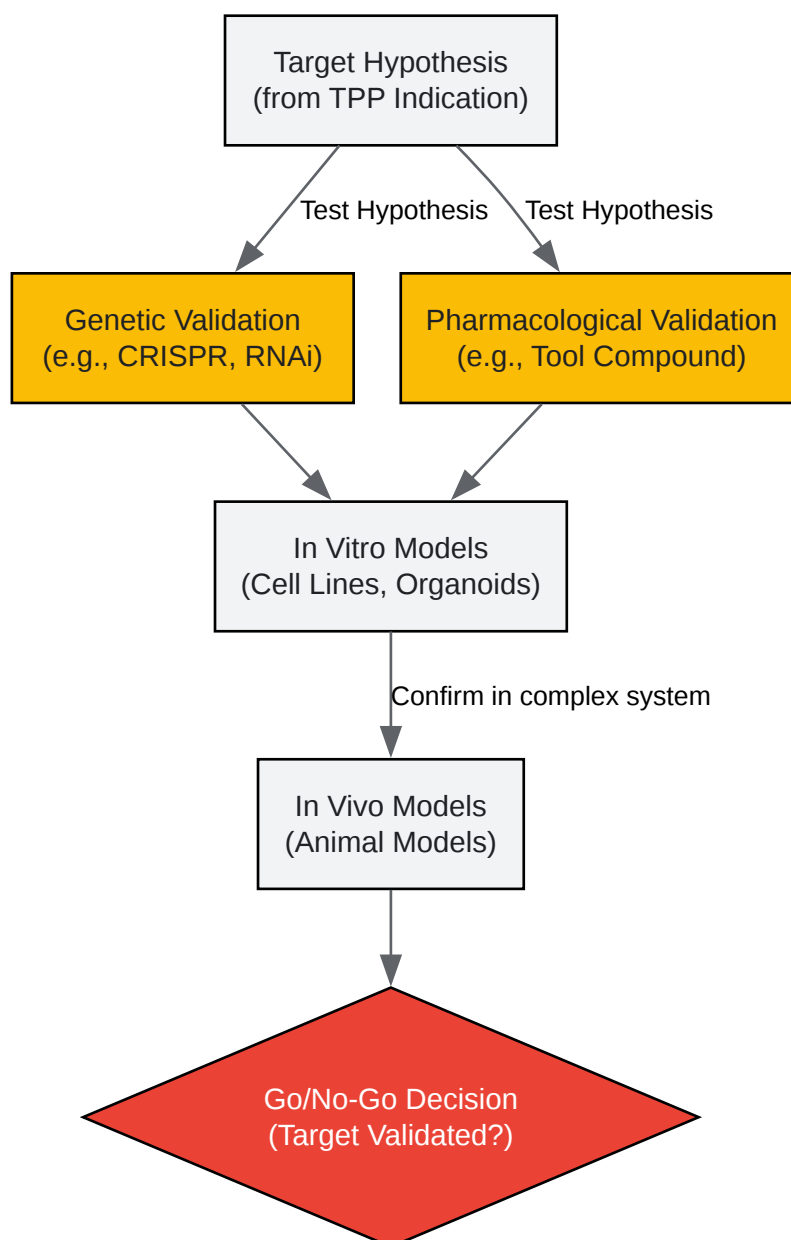 Target Hypothesis
(from TPP Indication)
Test Hypothesis
Test Hypothesis
Genetic Validation
(e.g., CRISPR, RNAi)
Pharmacological Validation
(e.g., Tool Compound)
In Vitro Models
(Cell Lines, Organoids)
Confirm in complex system
In Vivo Models
(Animal Models)
Go/No-Go Decision
(Target Validated?)